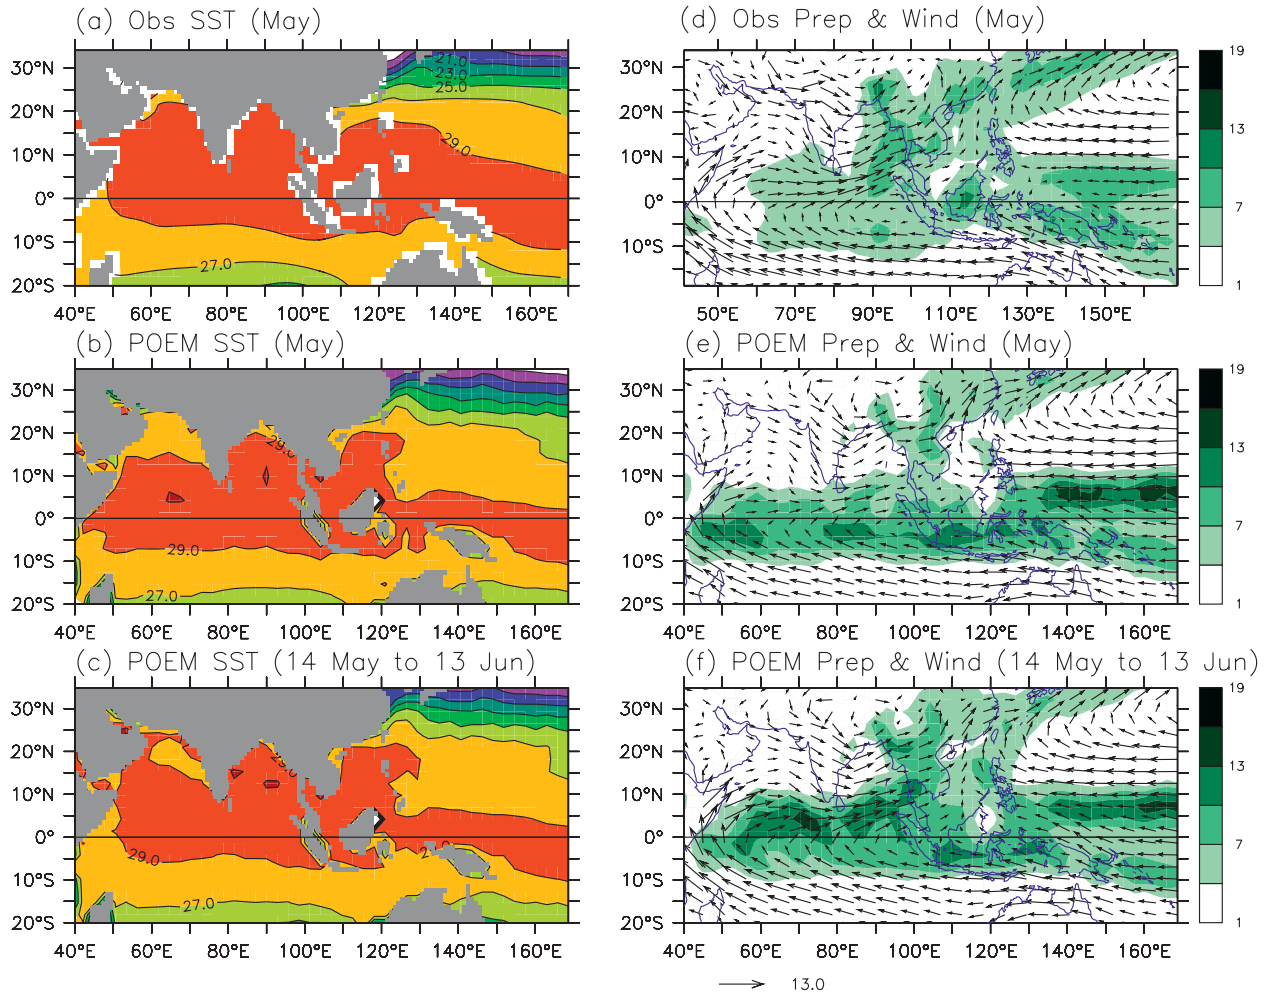 (a) Obs SST (May)
30°N
20°N
10°N
0°
10°S
20°S
21.0
23.0
25.0
29.0
27.0
40°E 60°E 80°E 100°E 120°E 140°E 160°E
(d) Obs Prep & Wind (May)
30°N
20°N
10°N
0°
10°S
50°E 70°E 90°E 110°E 130°E 150°E
19
13
7
1
(b) POEM SST (May)
30°N
20°N
10°N
0°
10°S
20°S
29.0
29.0
27.0
40°E 60°E 80°E 100°E 120°E 140°E 160°E
(e) POEM Prep & Wind (May)
30°N
20°N
10°N
0°
10°S
20°S
40°E 60°E 80°E 100°E 120°E 140°E 160°E
19
13
7
1
(c) POEM SST (14 May to 13 Jun)
30°N
20°N
10°N
0°
10°S
20°S
29.0
29.0
27.0
40°E 60°E 80°E 100°E 120°E 140°E 160°E
(f) POEM Prep & Wind (14 May to 13 Jun)
30°N
20°N
10°N
0°
10°S
20°S
40°E 60°E 80°E 100°E 120°E 140°E 160°E
19
13
7
1
13.0